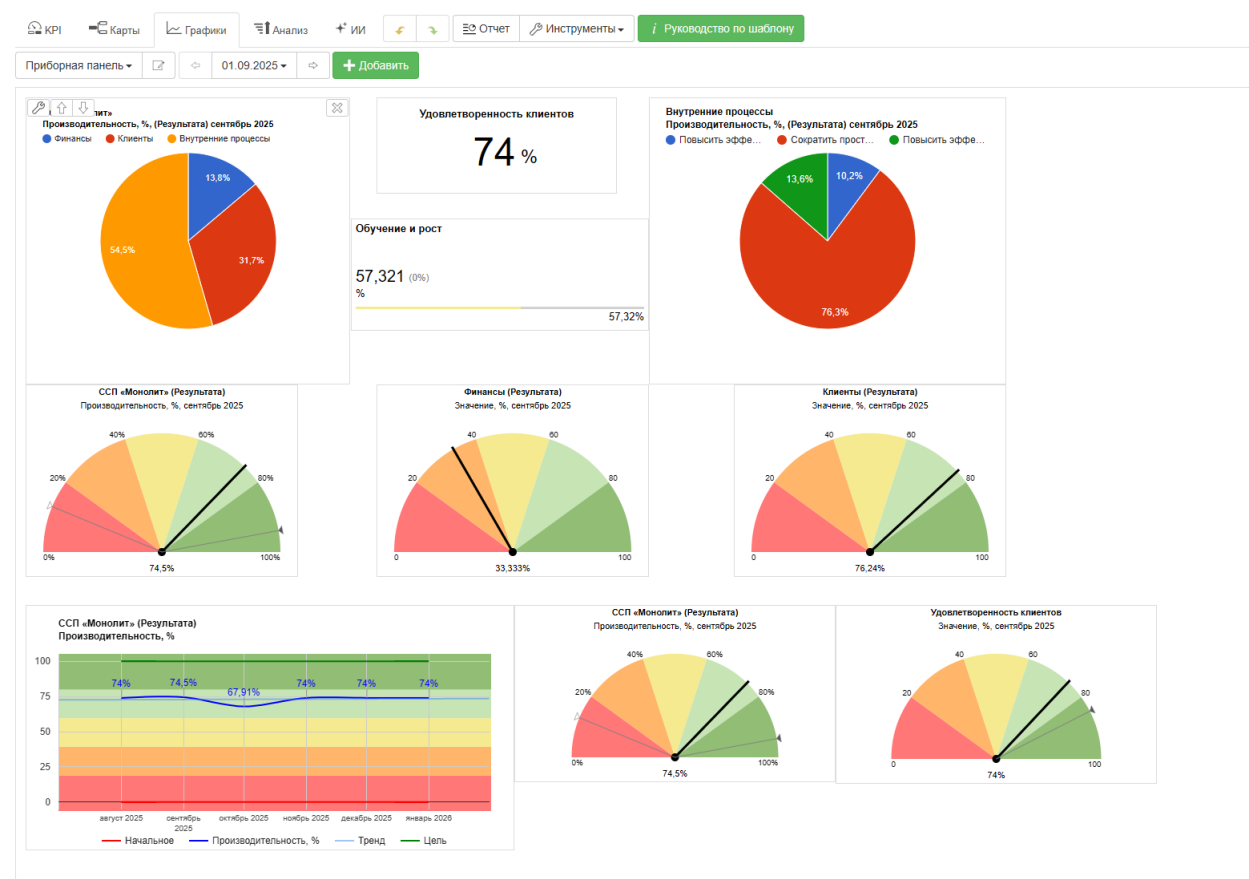 KPI Карты Графики Анализ ИИ Отчет Инструменты i Руководство по шаблону
Приборная панель 01.09.2025 Добавить
Производительность, %, (Результата) сентябрь 2025
Финансы Клиенты Внутренние процессы
13,8%
31,7%
54,5%
Удовлетворенность клиентов
74 %
Обучение и рост
57,321 (0%)
%
57,32%
Внутренние процессы
Производительность, %, (Результата) сентябрь 2025
Повысить эффе... Сократить прост... Повысить эффе...
13,6% 10,2%
76,3%
ССП «Монолит» (Результата)
Производительность, %, сентябрь 2025
40% 60%
20% 80%
0% 100%
74,5%
Финансы (Результата)
Значение, %, сентябрь 2025
40 60
20 80
0 100
33,333%
Клиенты (Результата)
Значение, %, сентябрь 2025
40 60
20 80
0 100
76,24%
ССП «Монолит» (Результата)
Производительность, %
100
75
50
25
0
74% 74,5% 67,91% 74% 74% 74%
август 2025 сентябрь 2025 октябрь 2025 ноябрь 2025 декабрь 2025 январь 2026
Начальное Производительность, % Тренд Цель
ССП «Монолит» (Результата)
Производительность, %, сентябрь 2025
40% 60%
20% 80%
0% 100%
74,5%
Удовлетворенность клиентов
Значение, %, сентябрь 2025
40 60
20 80
0 100
74%